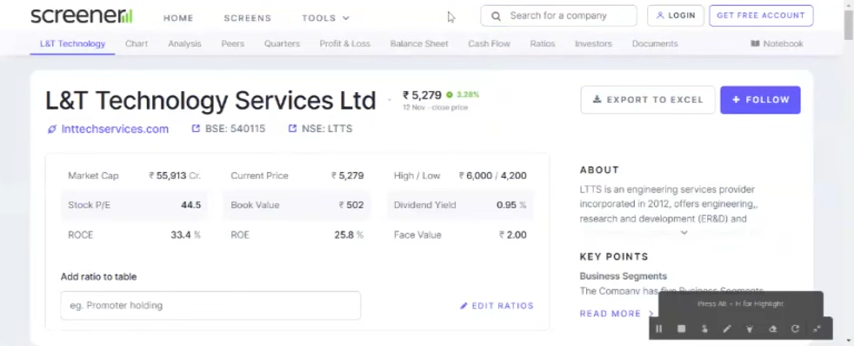 screener
HOME SCREENS TOOLS
Search for a company
LOGIN
GET FREE ACCOUNT
L&T Technology Chart Analysis Peers Quarters Profit & Loss Balance Sheet Cash Flow Ratios Investors Documents Notebook
L&T Technology Services Ltd
₹ 5,279 3.28%
12 Nov - close price
EXPORT TO EXCEL
FOLLOW
lnttechservices.com BSE: 540115 NSE: LTTS
Market Cap ₹ 55,913 Cr. Current Price ₹ 5,279 High / Low ₹ 6,000 / 4,200
Stock P/E 44.5 Book Value ₹ 502 Dividend Yield 0.95 %
ROCE 33.4 % ROE 25.8 % Face Value ₹ 2.00
Add ratio to table
eg. Promoter holding
EDIT RATIOS
ABOUT
LTTS is an engineering services provider
incorporated in 2012, offers engineering,,
research and development (ER&D) and
KEY POINTS
Business Segments
The Company has five Business Segments
READ MORE
Press Alt + H for Highlight